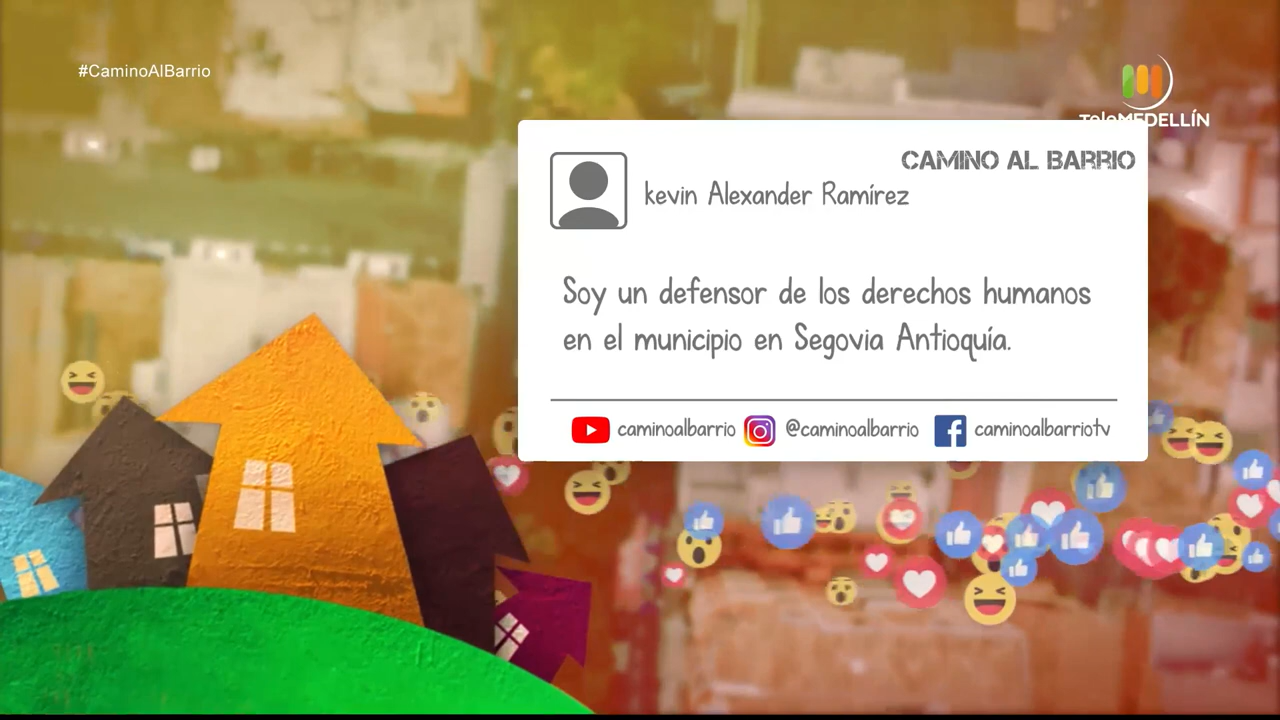 #CaminoAlBarrio
TeleMEDELLÍN
CAMINO AL BARRIO
kevin Alexander Ramírez
Soy un defensor de los derechos humanos
en el municipio en Segovia Antioquía.
caminoalbarrio @caminoalbarrio caminoalbarriotv